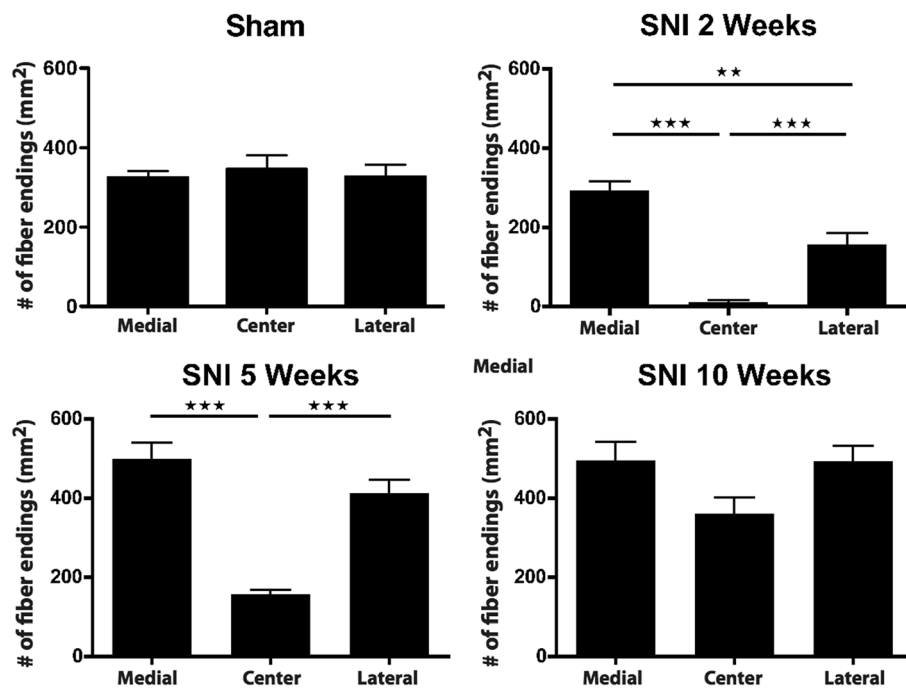 Sham
# of fiber endings (mm²)
600
400
200
0
Medial Center Lateral
SNI 2 Weeks
# of fiber endings (mm²)
600
400
200
0
★★
★★★ ★★★
Medial Center Lateral
SNI 5 Weeks
# of fiber endings (mm²)
600
400
200
0
★★★ ★★★
Medial Center Lateral
Medial
SNI 10 Weeks
# of fiber endings (mm²)
600
400
200
0
Medial Center Lateral